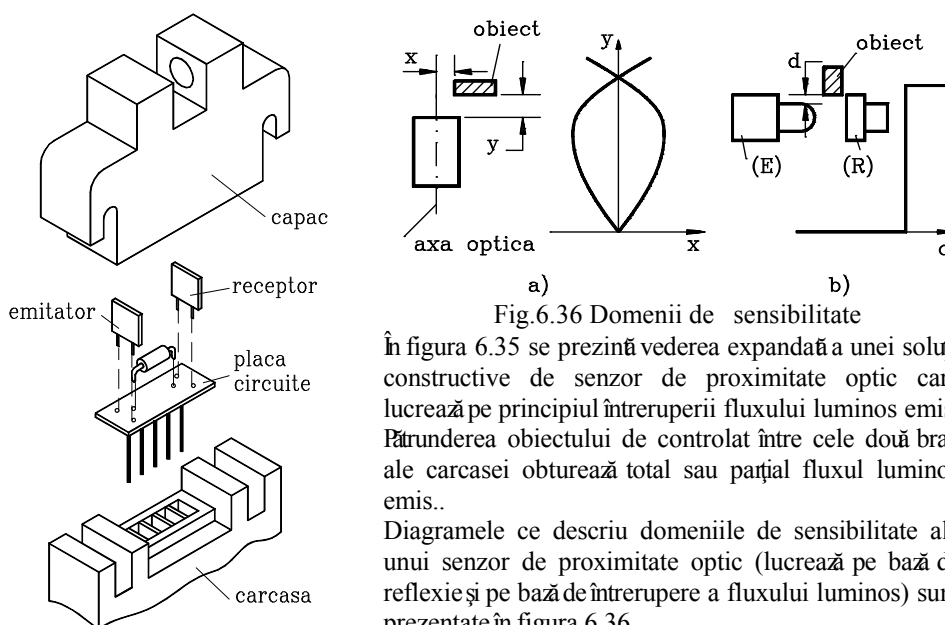 capac
emitator
receptor
placa
circuite
carcasa
obiect
x
y
axa optica
y
x
a)
obiect
d
(E)
(R)
b)
Fig.6.36 Domenii de sensibilitate
În figura 6.35 se prezintă vederea expandată a unei solu
constructive de senzor de proximitate optic car
lucrează pe principiul întreruperii fluxului luminos emis
Pătrunderea obiectului de controlat între cele două bra
ale carcasei obturează total sau parţial fluxul lumino
emis..
Diagramele ce descriu domeniile de sensibilitate al
unui senzor de proximitate optic (lucrează pe bază d
reflexie şi pe bază de întrerupere a fluxului luminos) sun
prezentate în figura 6.36